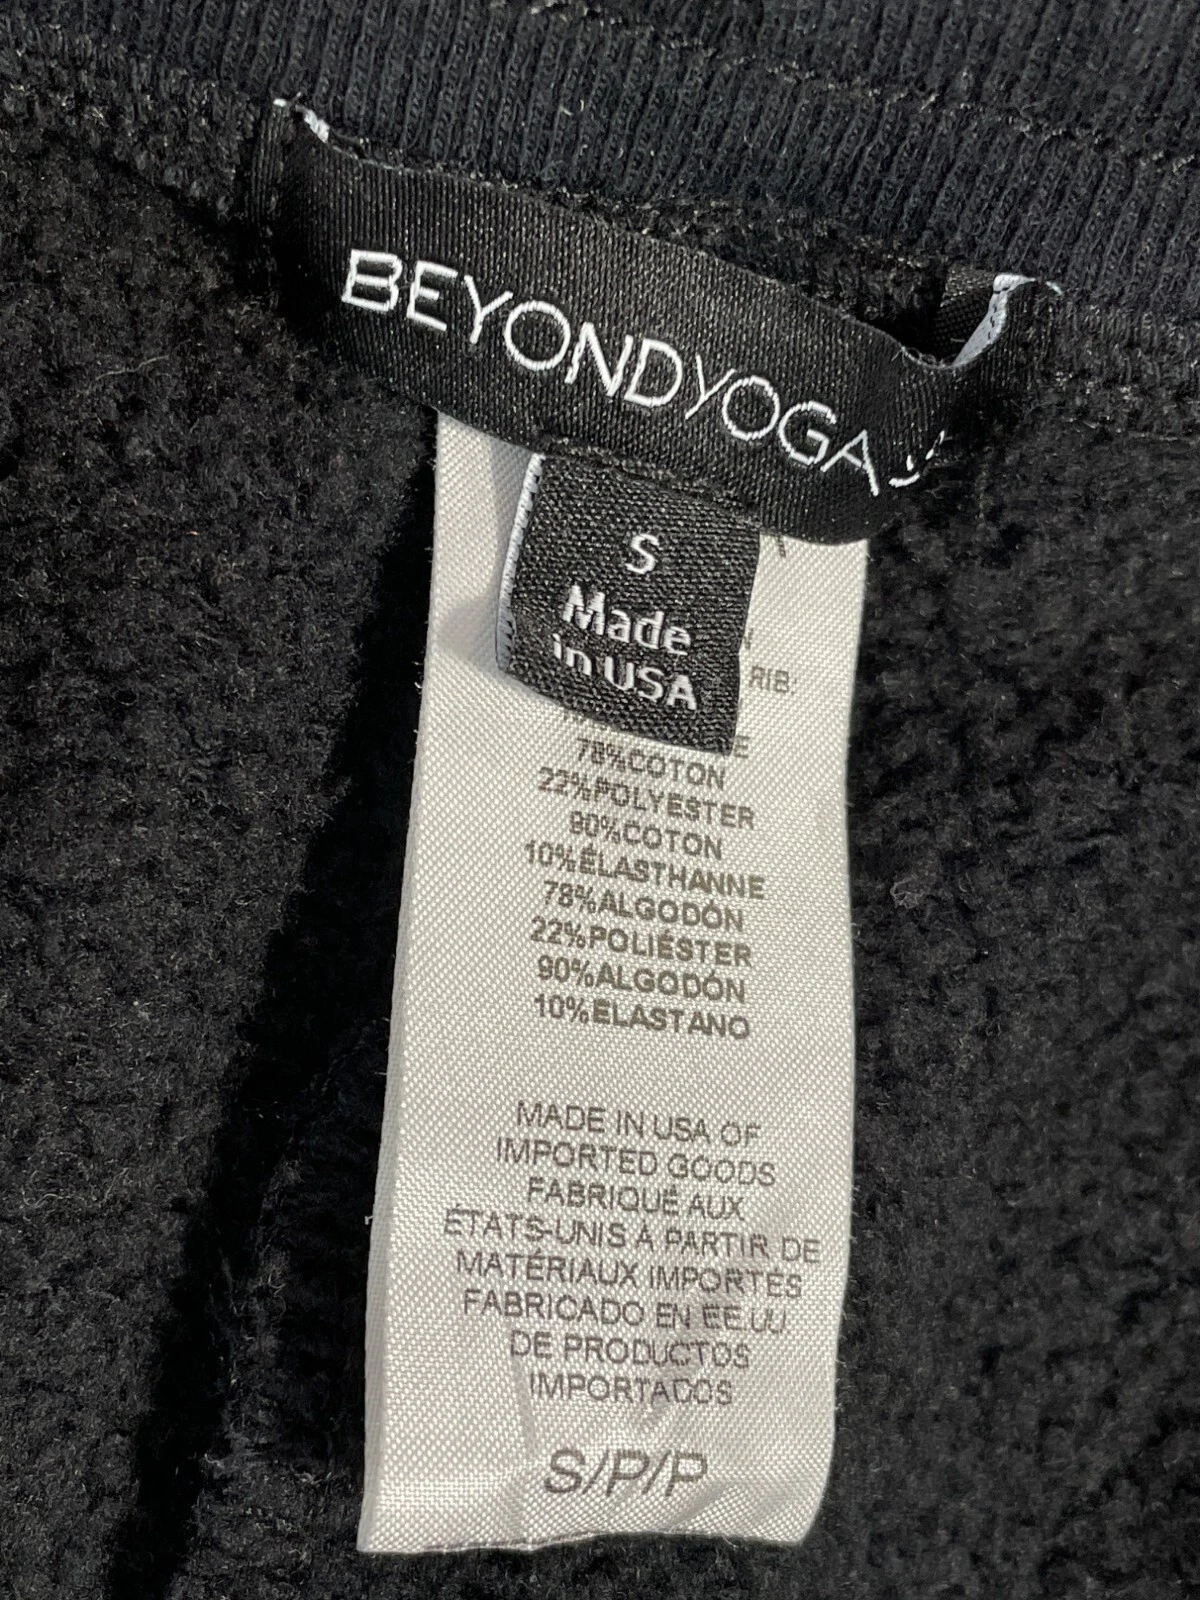 BEYONDYOGA
S
Made
in USA
RIB:
78%COTON
22%POLYESTER
90%COTON
10%ÉLASTHANNE
78%ALGODÓN
22%POLIÉSTER
90%ALGODÓN
10%ELASTANO
MADE IN USA OF
IMPORTED GOODS
FABRIQUÉ AUX
ÉTATS-UNIS À PARTIR DE
MATÉRIAUX IMPORTÉS
FABRICADO EN EE.UU
DE PRODUCTOS
IMPORTADOS
S/P/P